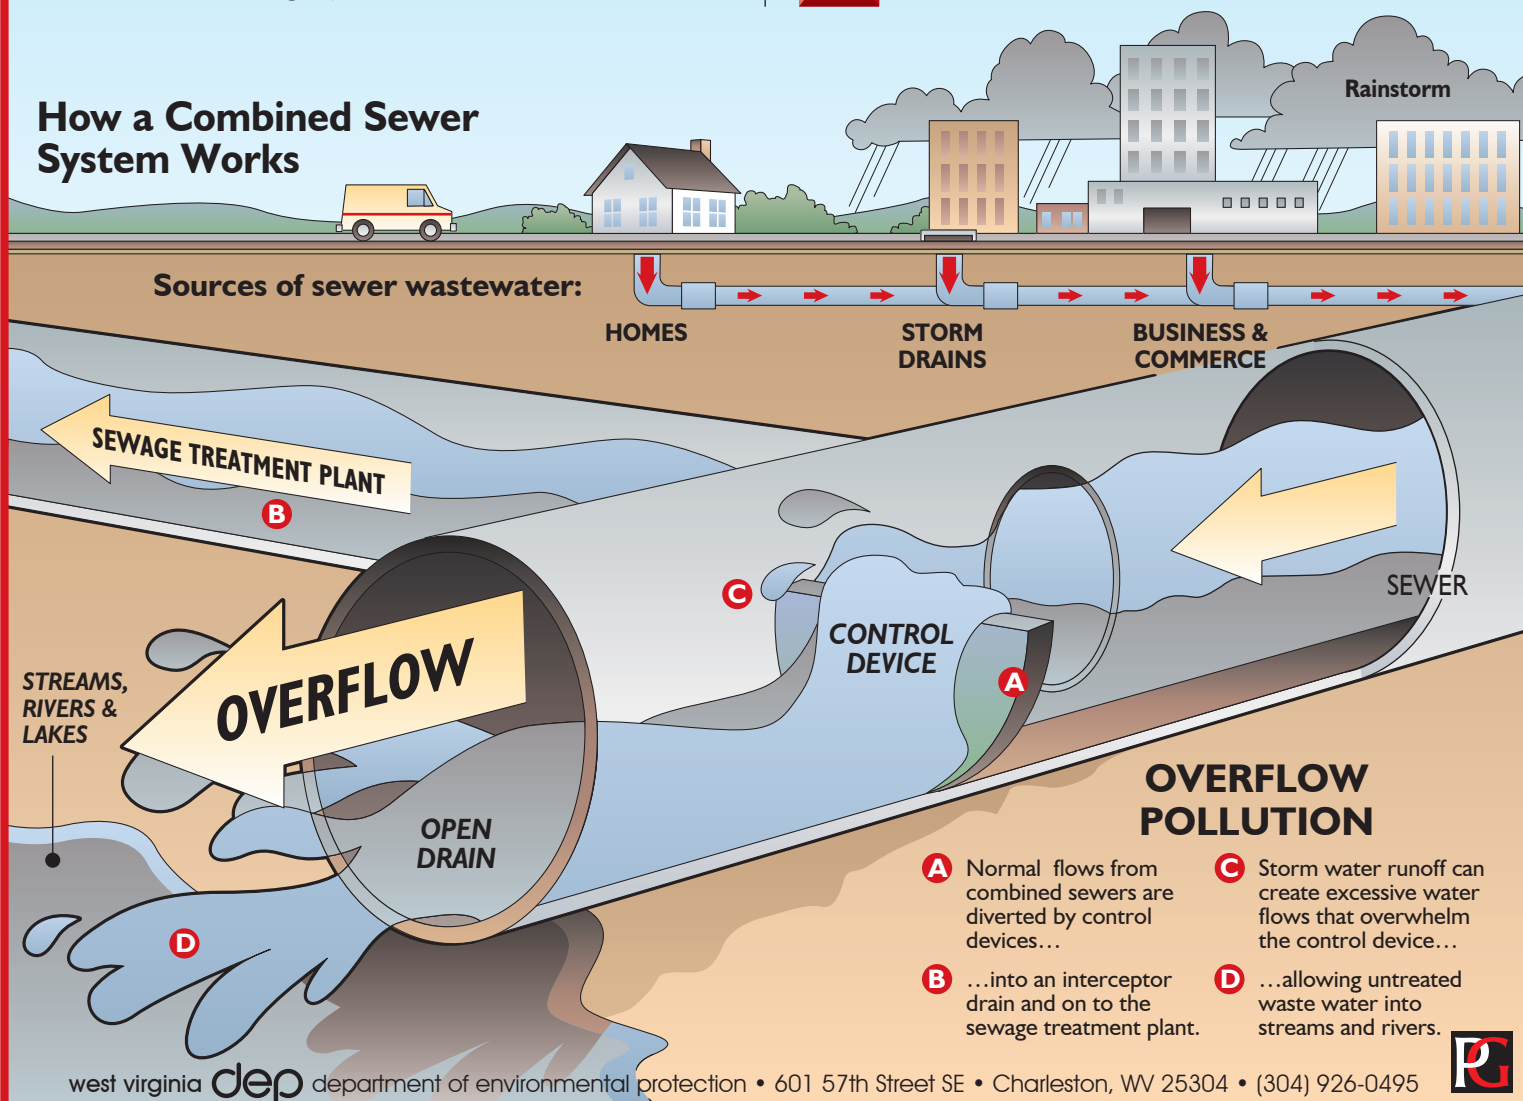 How a Combined Sewer
System Works
Rainstorm
Sources of sewer wastewater:
HOMES
STORM
DRAINS
BUSINESS &
COMMERCE
SEWAGE TREATMENT PLANT
B
C
CONTROL
DEVICE
A
SEWER
OVERFLOW
STREAMS,
RIVERS &
LAKES
OPEN
DRAIN
D
OVERFLOW
POLLUTION
A Normal flows from
combined sewers are
diverted by control
devices…
B …into an interceptor
drain and on to the
sewage treatment plant.
C Storm water runoff can
create excessive water
flows that overwhelm
the control device…
D …allowing untreated
waste water into
streams and rivers.
PG
west virginia dep department of environmental protection • 601 57th Street SE • Charleston, WV 25304 • (304) 926-0495